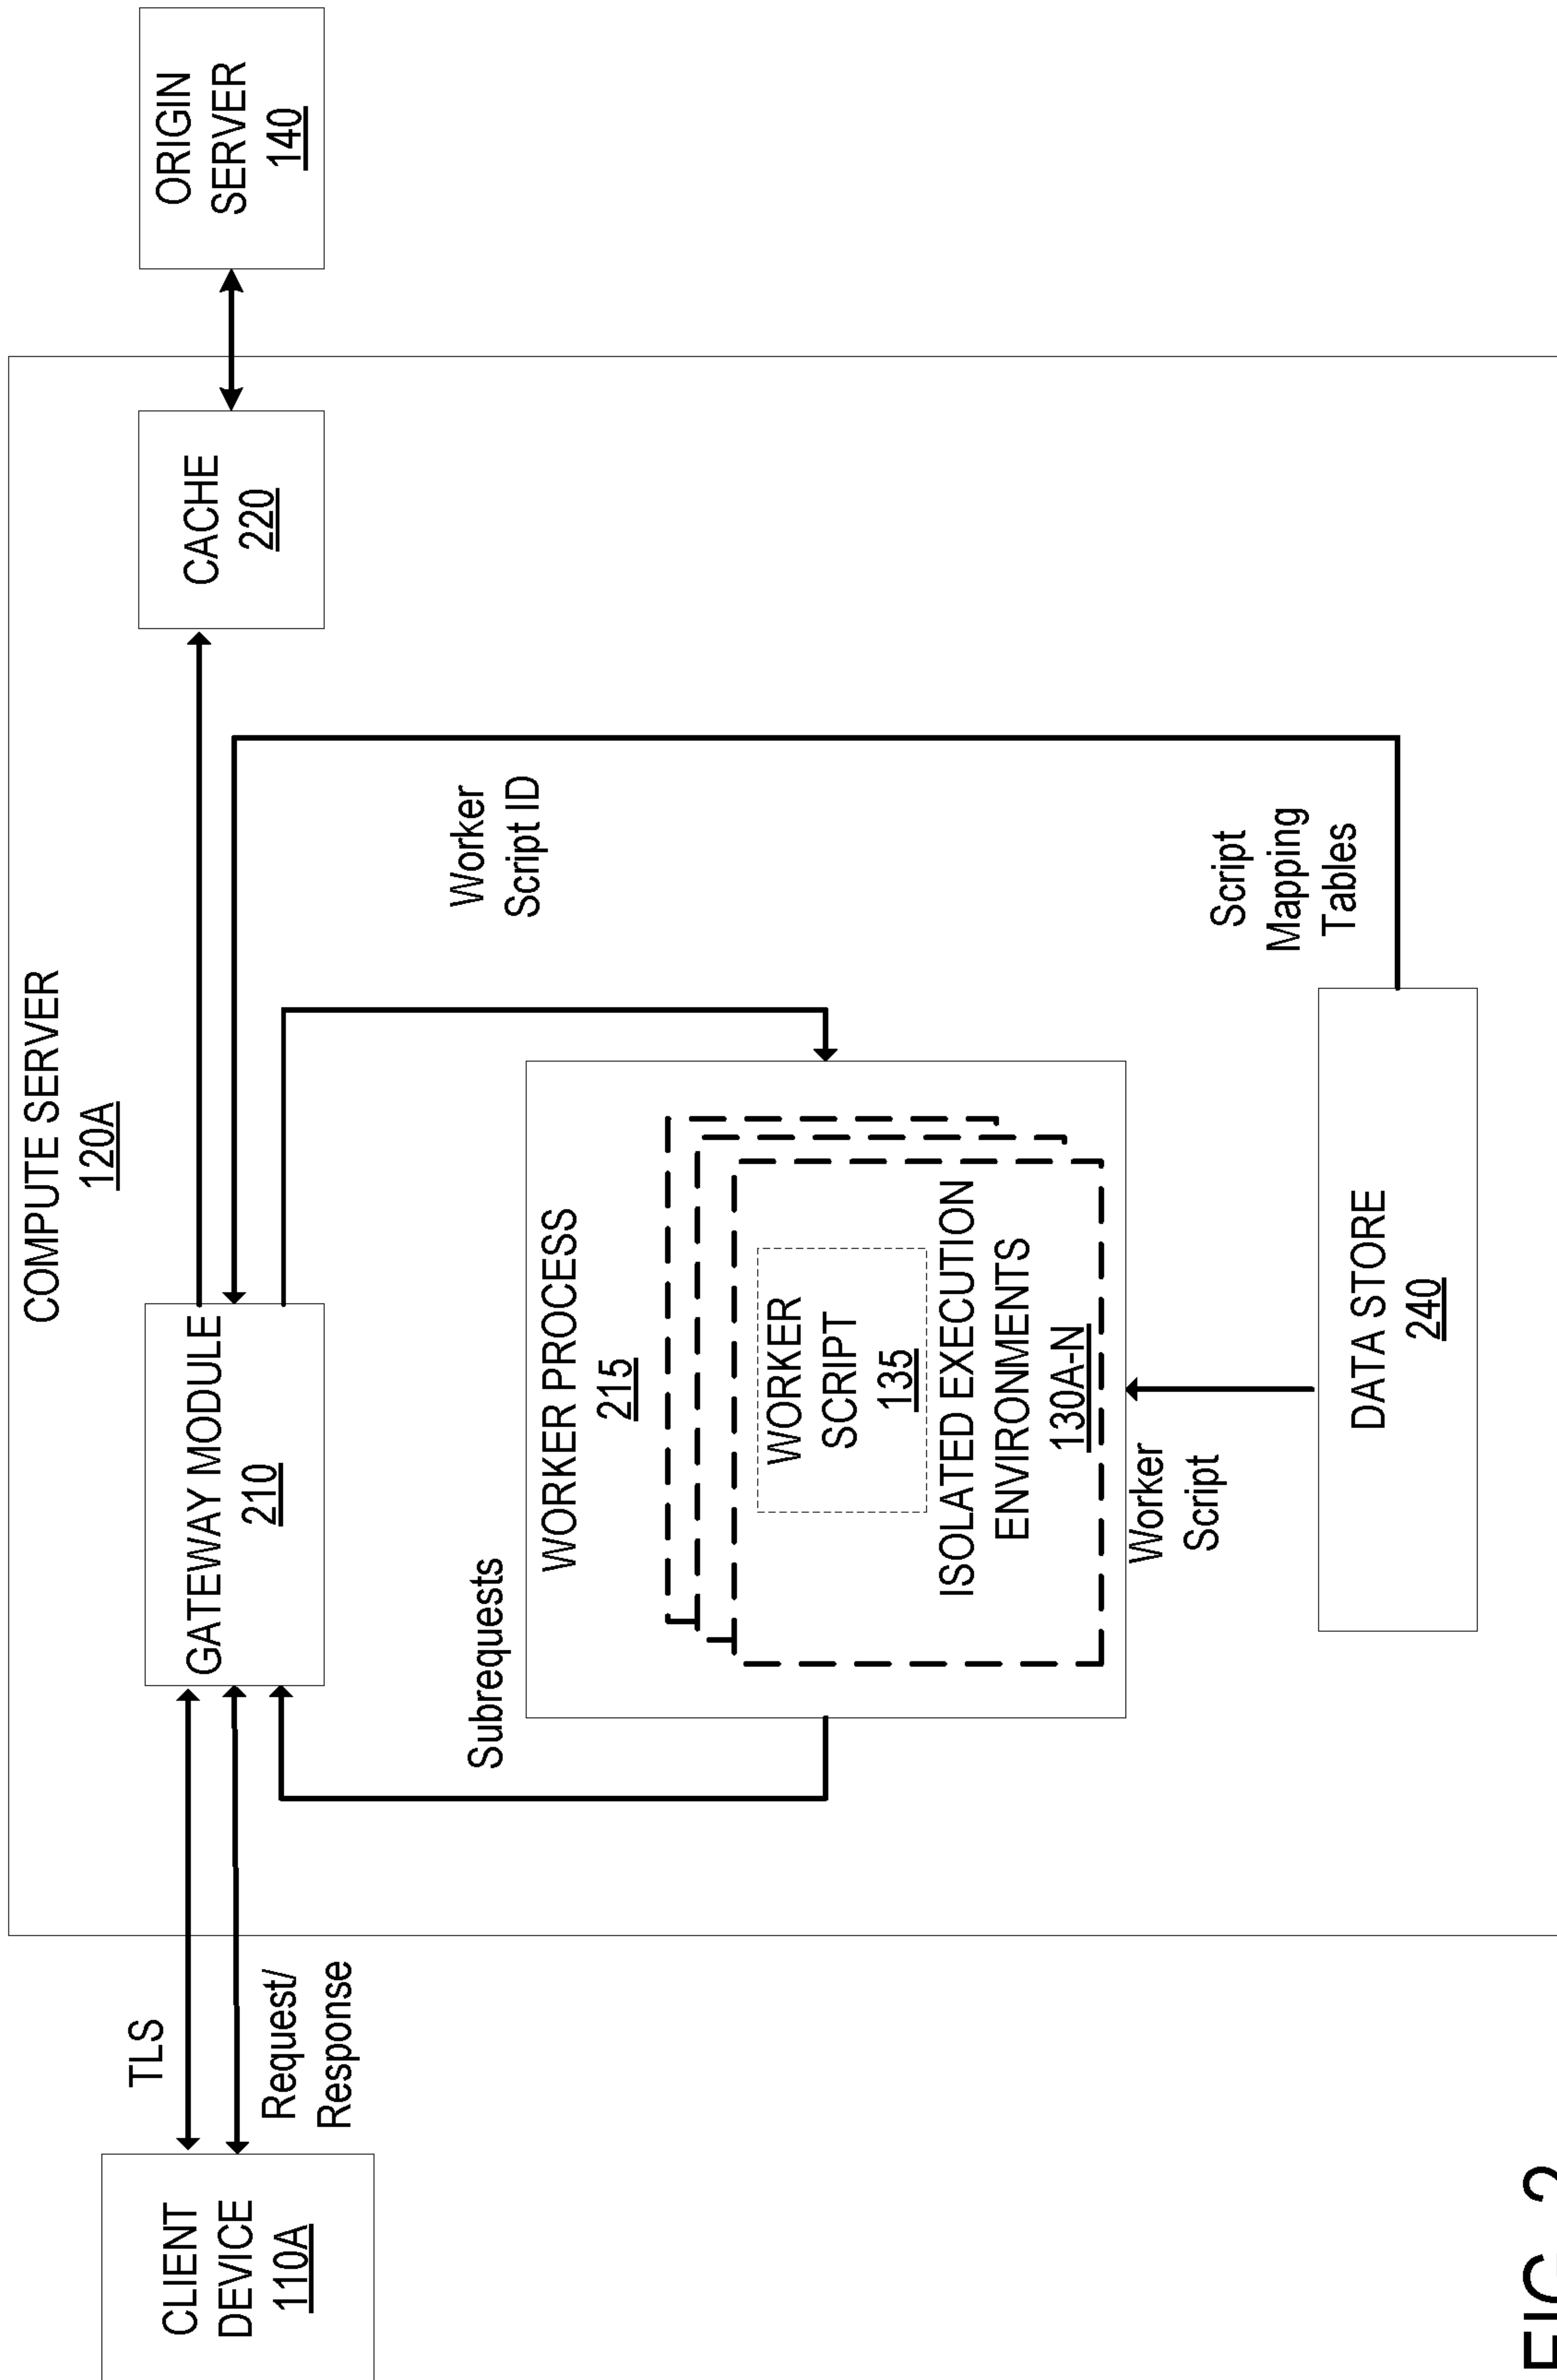 COMPUTE SERVER
120A
TLS
CLIENT
DEVICE
110A
Request/
Response
GATEWAY MODULE
210
CACHE
220
ORIGIN
SERVER
140
Subrequests
Worker
Script ID
WORKER PROCESS
215
WORKER
SCRIPT
135
ISOLATED EXECUTION
ENVIRONMENTS
130A-N
Worker
Script
Script
Mapping
Tables
DATA STORE
240
FIG. 2